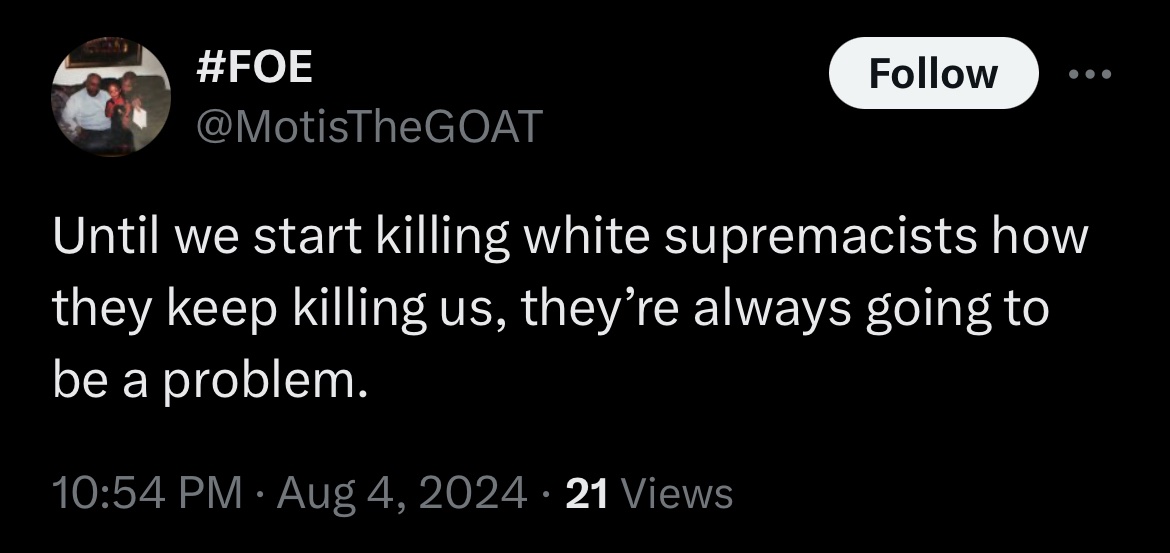 #FOE
Follow
@MotisTheGOAT
Until we start killing white supremacists how
they keep killing us, they’re always going to
be a problem.
10:54 PM · Aug 4, 2024 · 21 Views